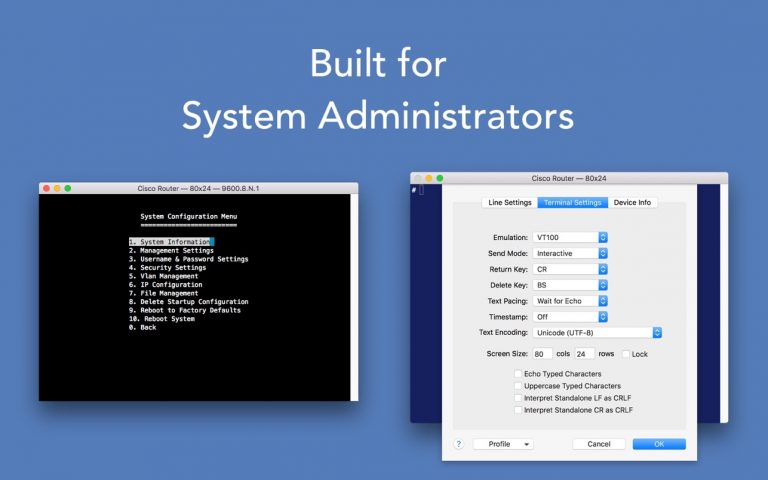 Built for
System Administrators
Cisco Router — 80x24 — 9600.8.N.1
System Configuration Menu
========================
1. System Information
2. Management Settings
3. Username & Password Settings
4. Security Settings
5. Vlan Management
6. IP Configuration
7. File Management
8. Delete Startup Configuration
9. Reboot to Factory Defaults
10. Reboot System
0. Back
Cisco Router — 80x24
#
Line Settings Terminal Settings Device Info
Emulation: VT100
Send Mode: Interactive
Return Key: CR
Delete Key: BS
Text Pacing: Wait for Echo
Timestamp: Off
Text Encoding: Unicode (UTF-8)
Screen Size: 80 cols 24 rows Lock
Echo Typed Characters
Uppercase Typed Characters
Interpret Standalone LF as CRLF
Interpret Standalone CR as CRLF
? Profile Cancel OK